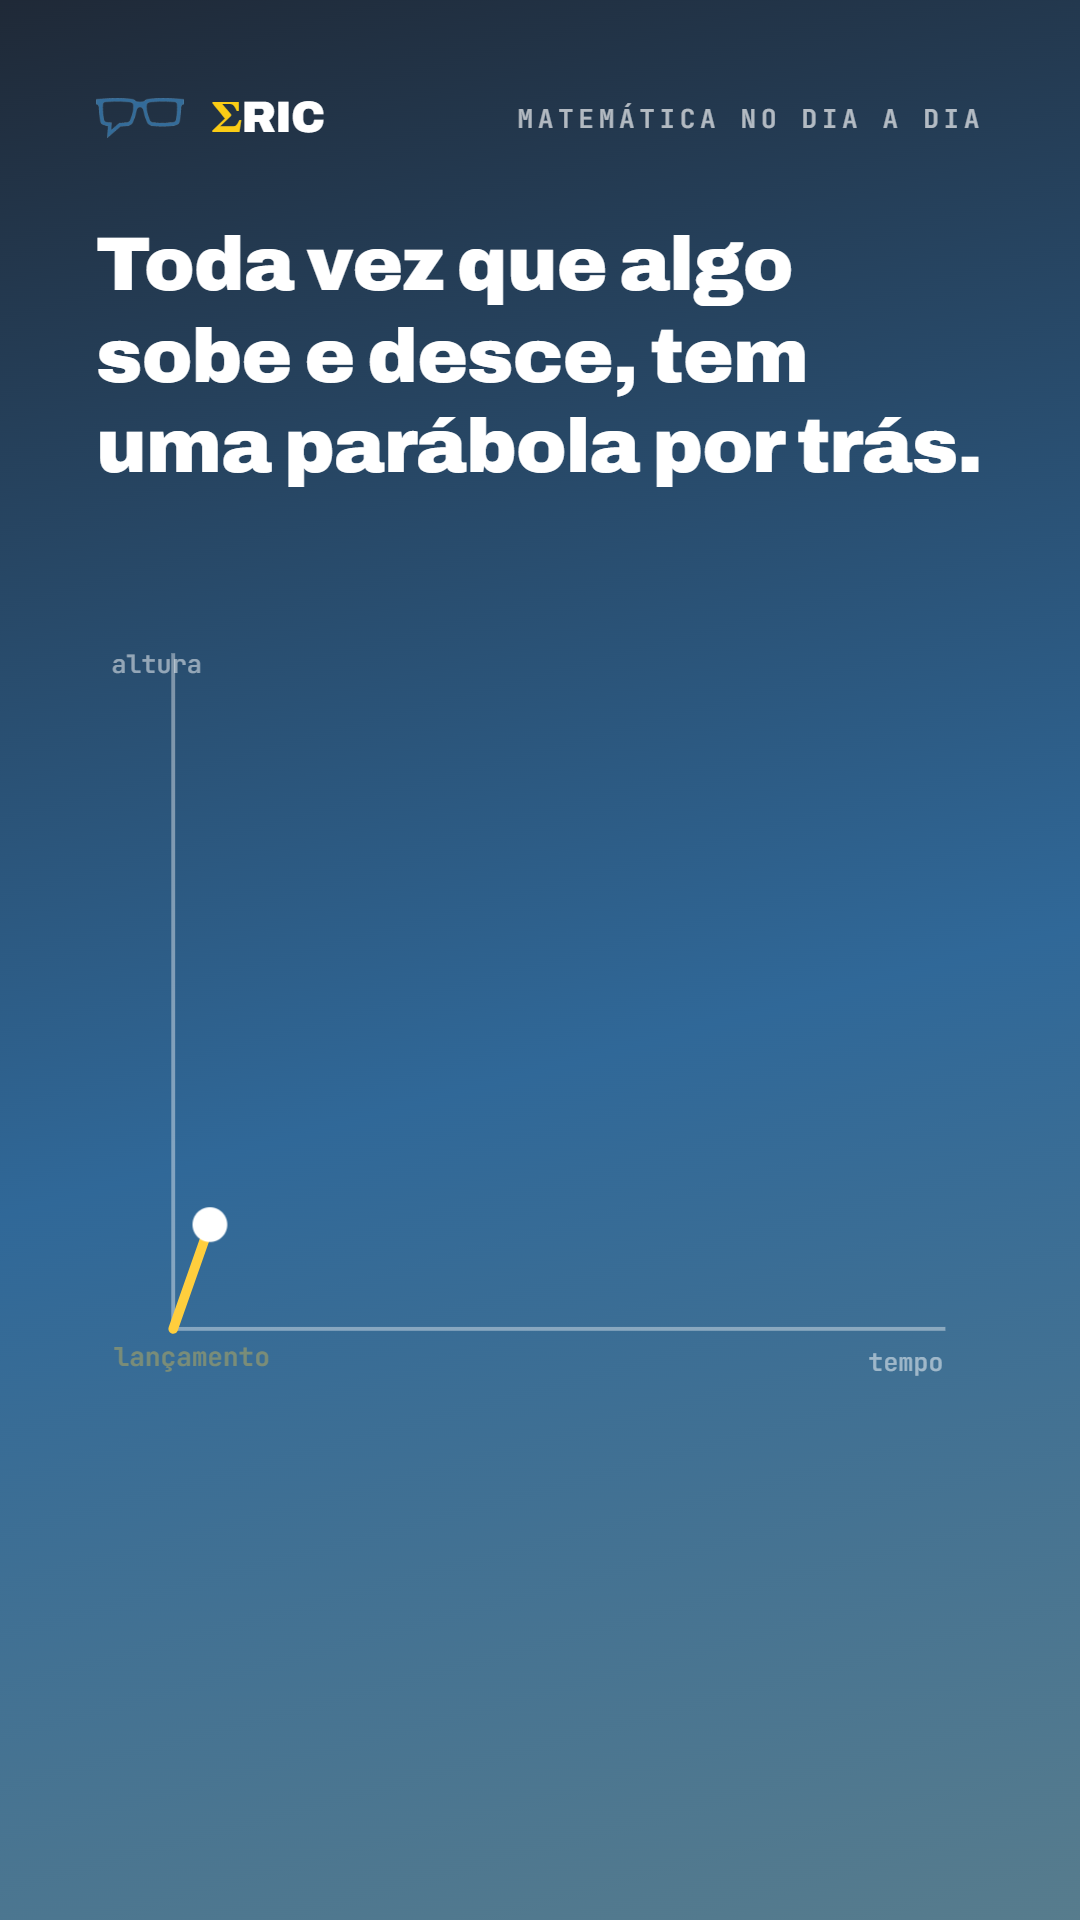 ΣRIC
MATEMÁTICA NO DIA A DIA
Toda vez que algo
sobe e desce, tem
uma parábola por trás.
altura
lançamento
tempo